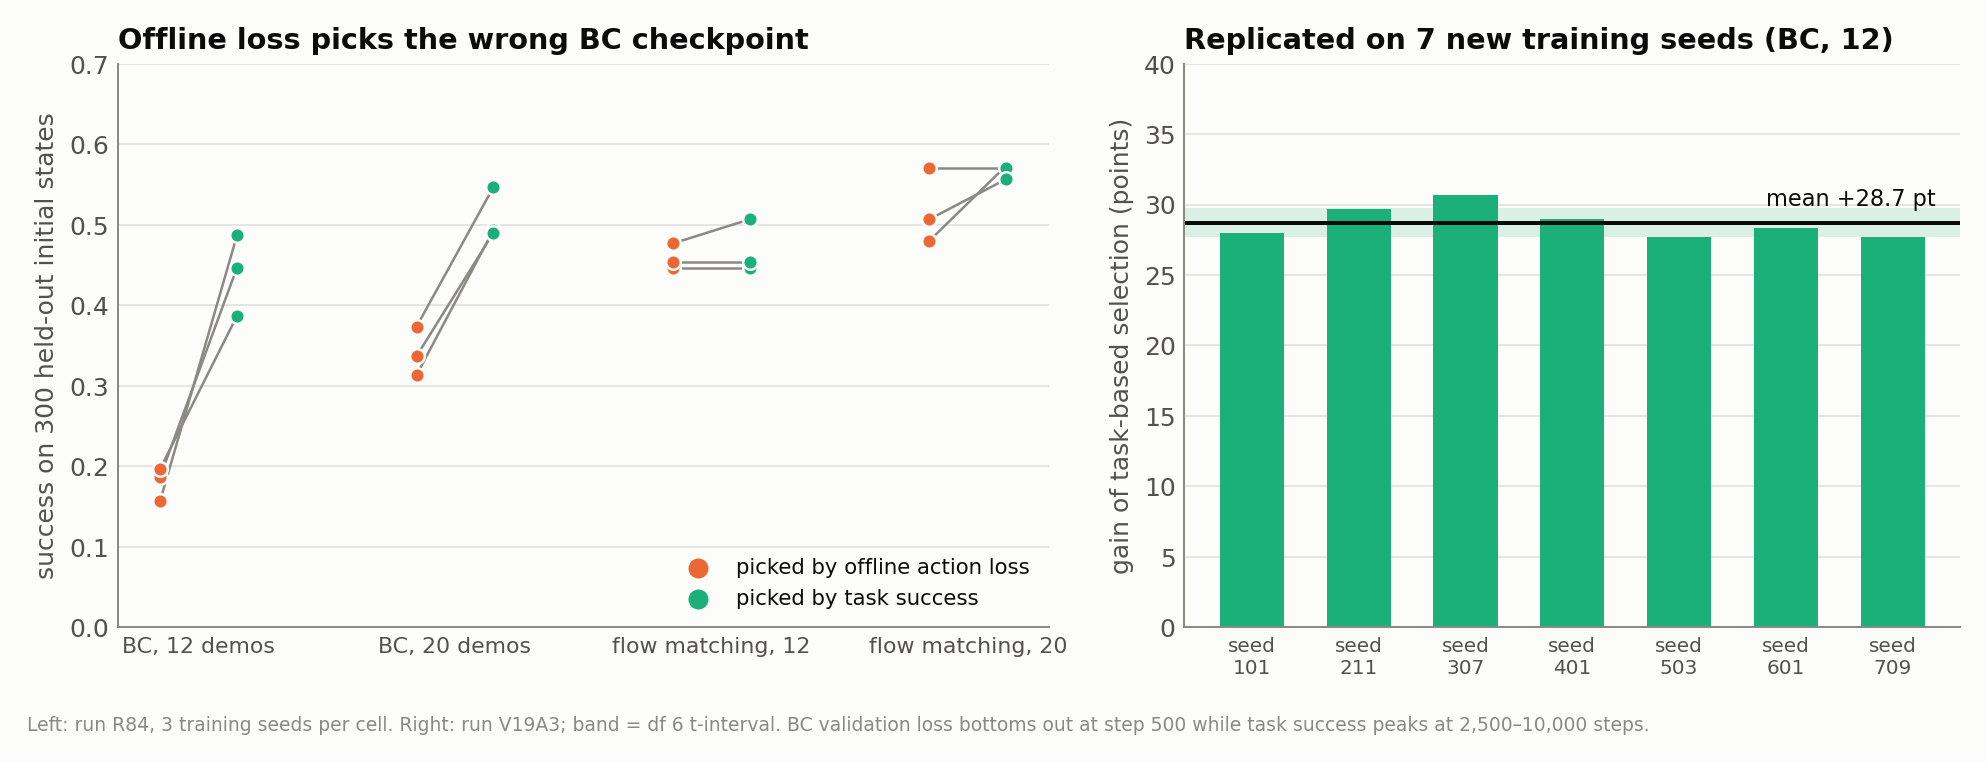 Offline loss picks the wrong BC checkpoint
success on 300 held-out initial states
0.7
0.6
0.5
0.4
0.3
0.2
0.1
0.0
picked by offline action loss
picked by task success
BC, 12 demos
BC, 20 demos
flow matching, 12
flow matching, 20
Replicated on 7 new training seeds (BC, 12)
gain of task-based selection (points)
40
35
30
25
20
15
10
5
0
mean +28.7 pt
seed
101
seed
211
seed
307
seed
401
seed
503
seed
601
seed
709
Left: run R84, 3 training seeds per cell. Right: run V19A3; band = df 6 t-interval. BC validation loss bottoms out at step 500 while task success peaks at 2,500–10,000 steps.